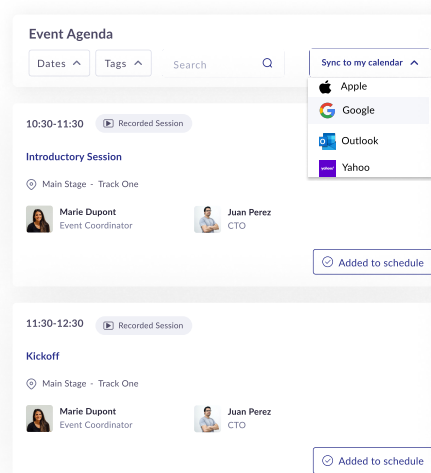 Event Agenda
Dates
Tags
Search
Sync to my calendar
Apple
Google
Outlook
yahoo!
Yahoo
10:30-11:30
Recorded Session
Introductory Session
Main Stage - Track One
Marie Dupont
Event Coordinator
Juan Perez
CTO
Added to schedule
11:30-12:30
Recorded Session
Kickoff
Main Stage - Track One
Marie Dupont
Event Coordinator
Juan Perez
CTO
Added to schedule